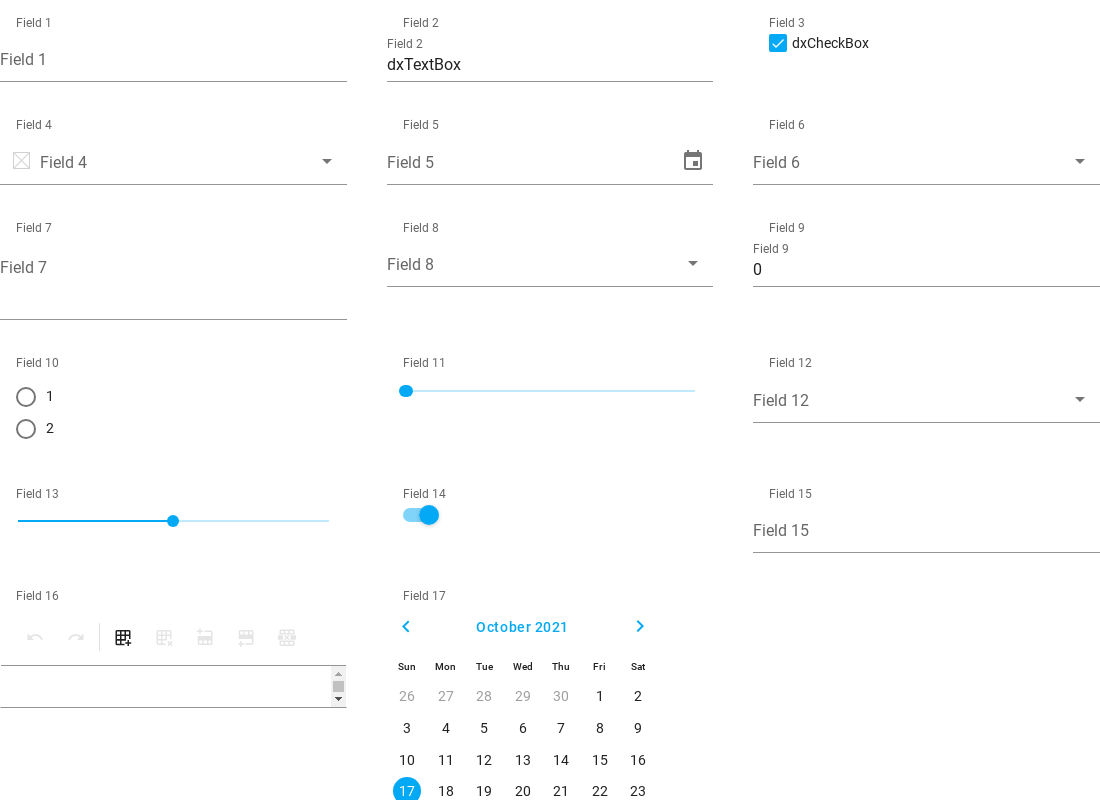 Field 1
Field 1
Field 2
Field 2
dxTextBox
Field 3
dxCheckBox
Field 4
Field 4
Field 5
Field 5
Field 6
Field 6
Field 7
Field 7
Field 8
Field 8
Field 9
Field 9
0
Field 10
1
2
Field 11
Field 12
Field 12
Field 13
Field 14
Field 15
Field 15
Field 16
Field 17
October 2021
Sun Mon Tue Wed Thu Fri Sat
26 27 28 29 30 1 2
3 4 5 6 7 8 9
10 11 12 13 14 15 16
17 18 19 20 21 22 23